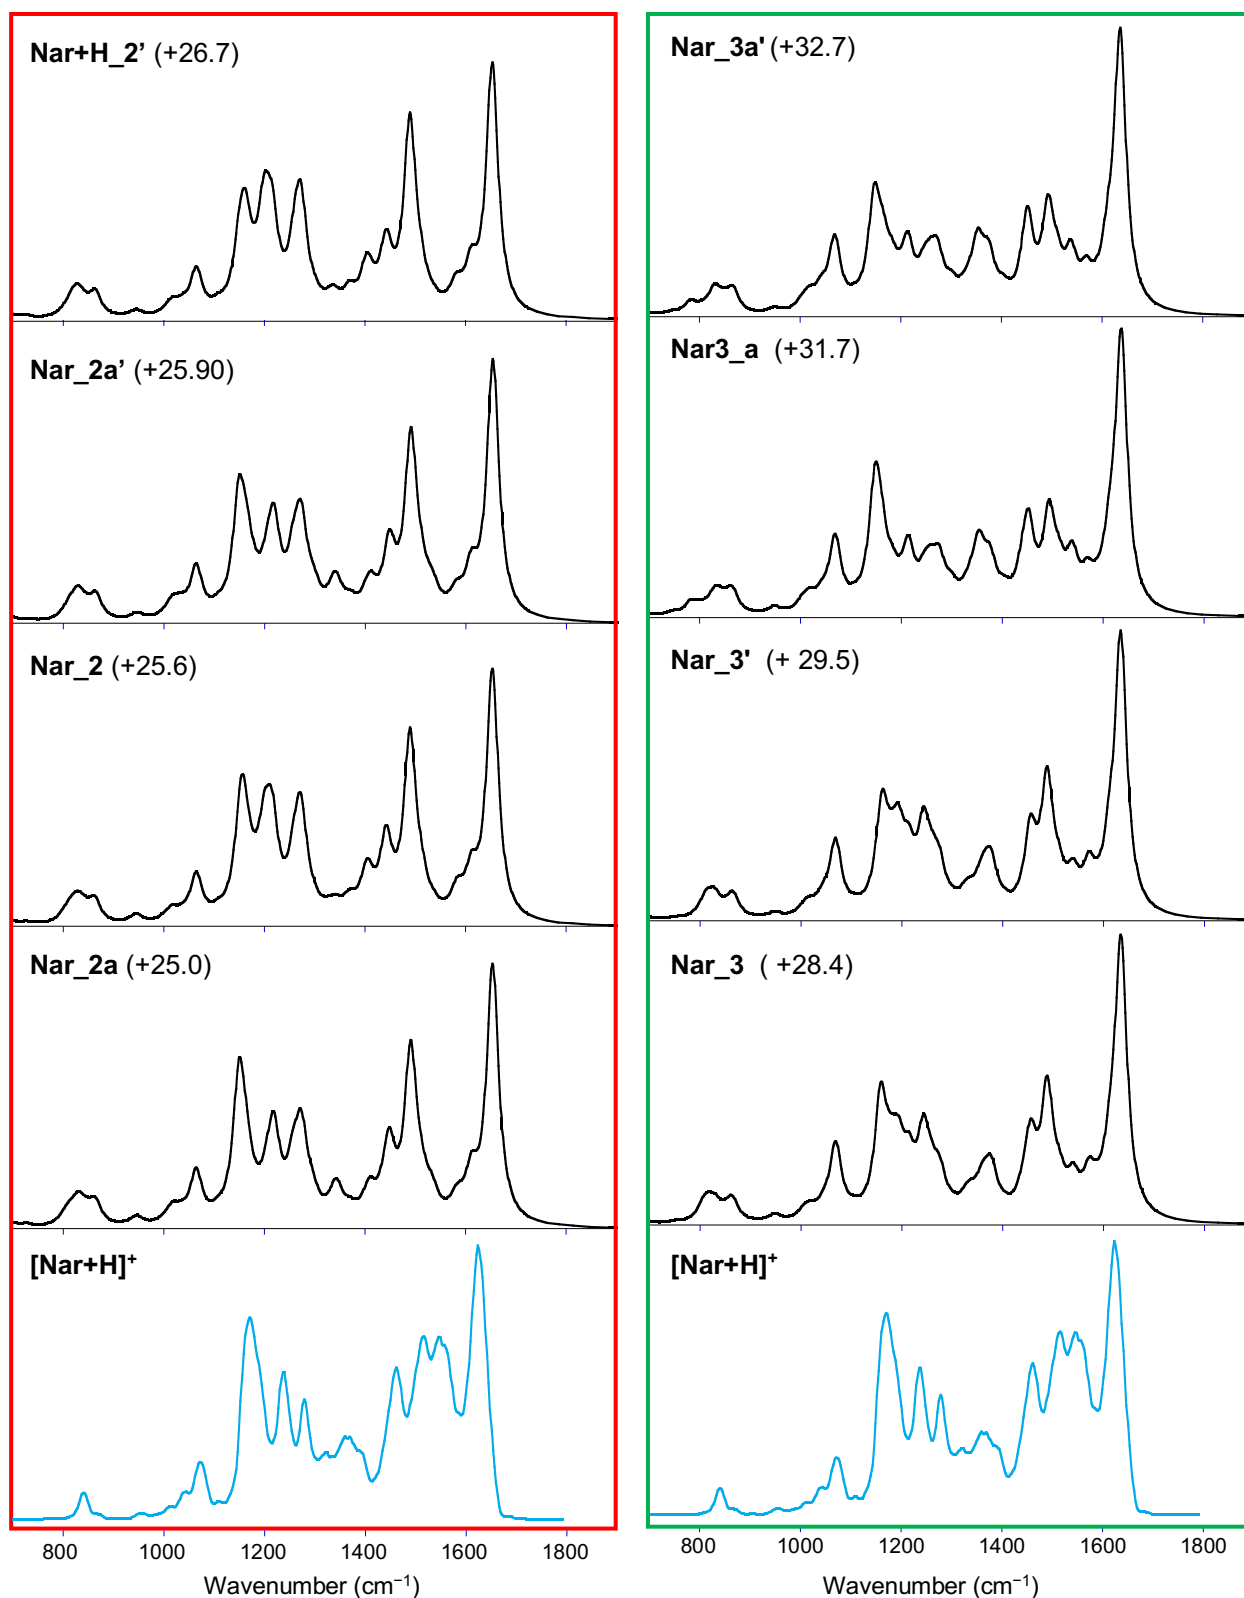 Nar+H_2’ (+26.7)
Nar_2a’ (+25.90)
Nar_2 (+25.6)
Nar_2a (+25.0)
[Nar+H]⁺
800 1000 1200 1400 1600 1800
Wavenumber (cm⁻¹)
Nar_3a' (+32.7)
Nar3_a (+31.7)
Nar_3' (+ 29.5)
Nar_3 ( +28.4)
[Nar+H]⁺
800 1000 1200 1400 1600 1800
Wavenumber (cm⁻¹)